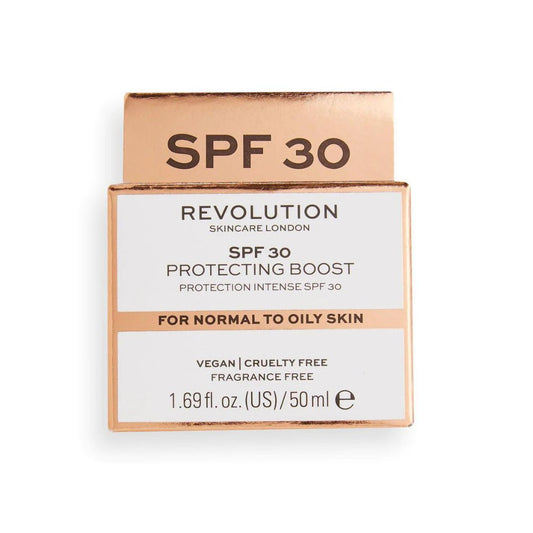 SPF 30
REVOLUTION
SKINCARE LONDON
SPF 30
PROTECTING BOOST
PROTECTION INTENSE SPF 30
FOR NORMAL TO OILY SKIN
VEGAN | CRUELTY FREE
FRAGRANCE FREE
1.69 fl. oz. (US) / 50 ml ℮